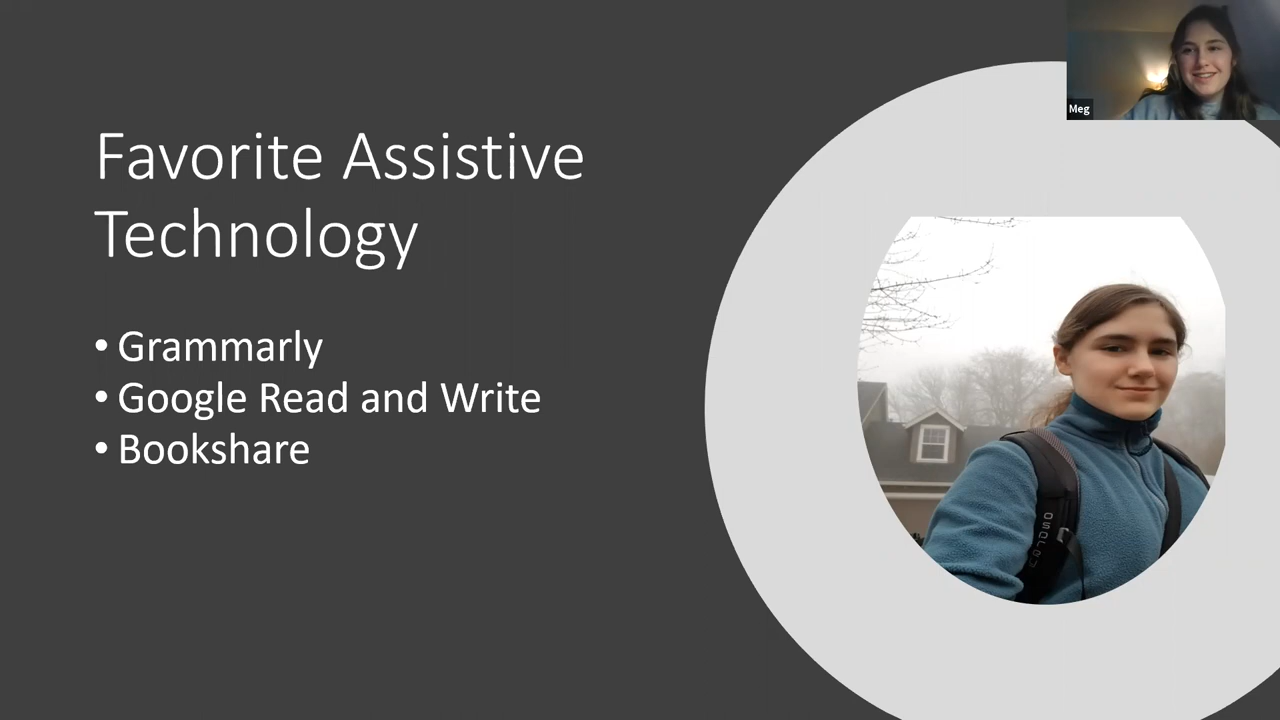 Meg
Favorite Assistive
Technology
• Grammarly
• Google Read and Write
• Bookshare